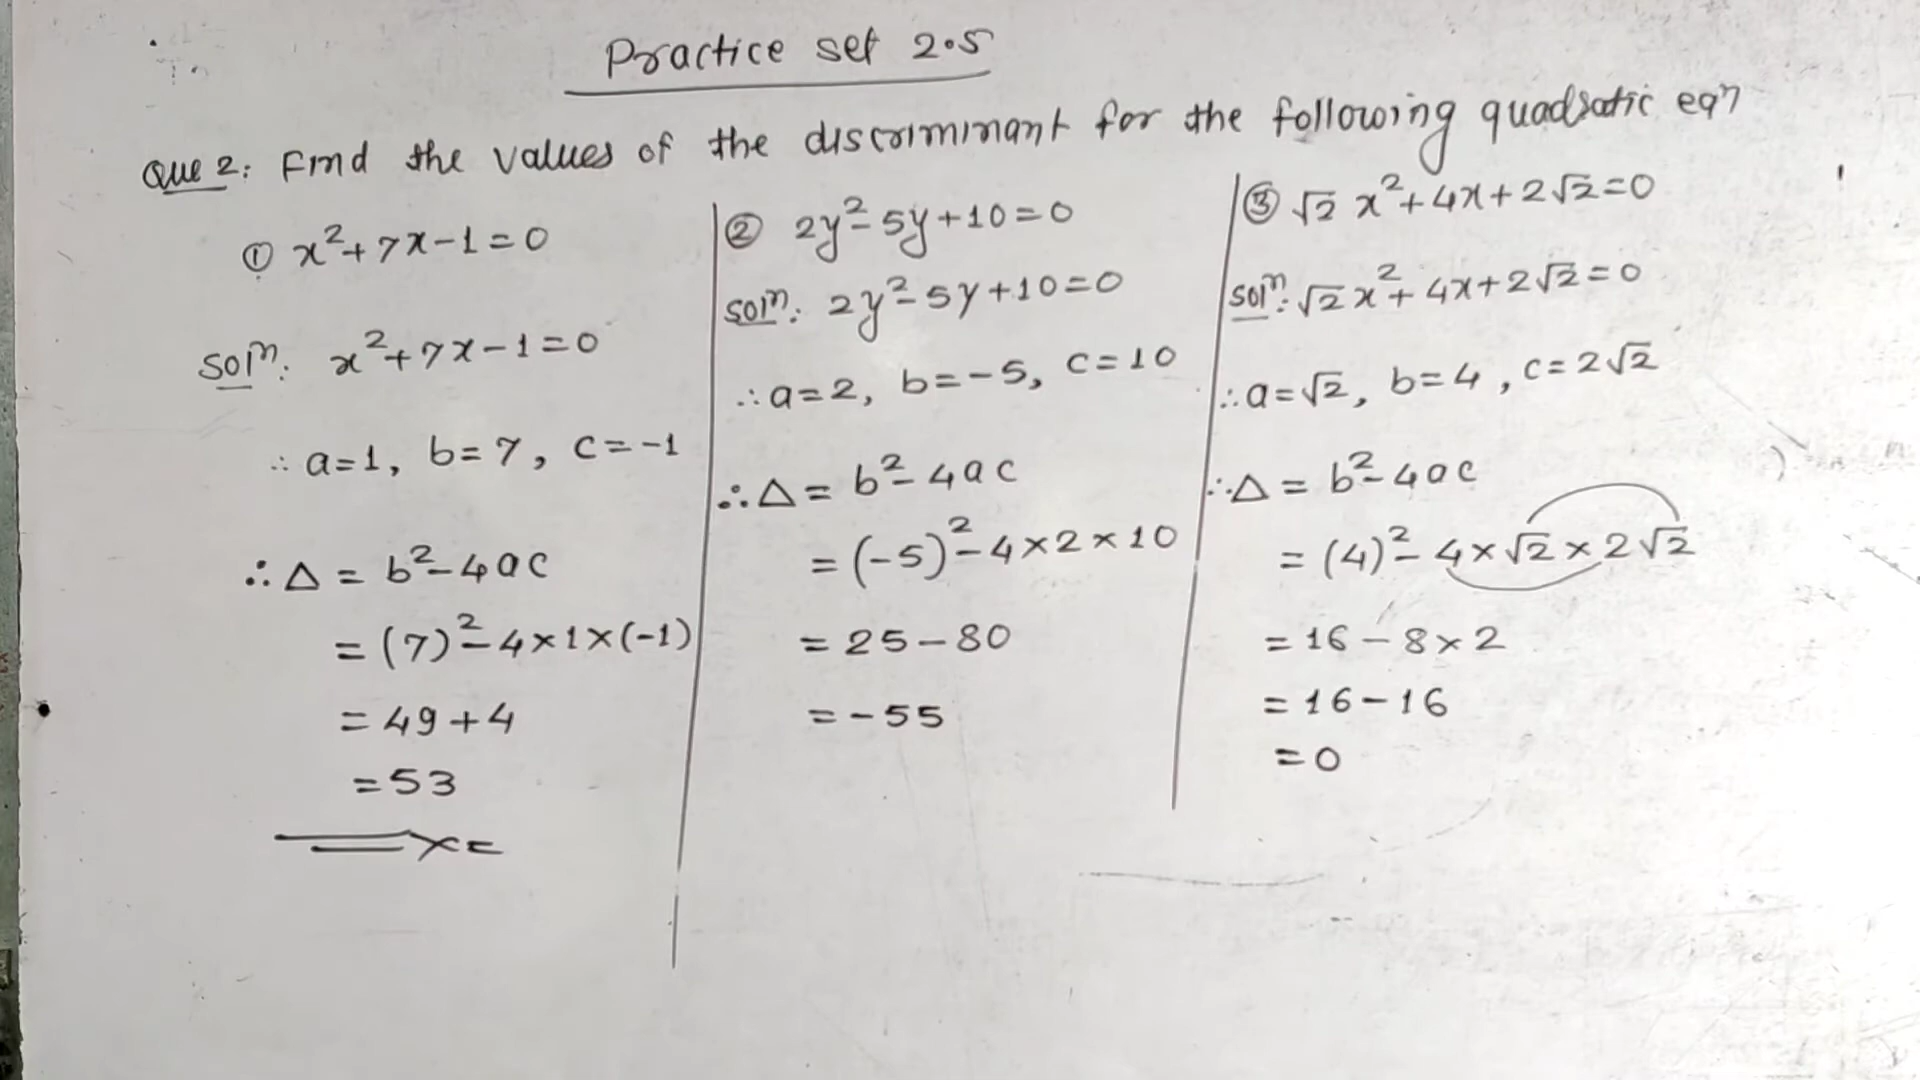 Practice set 2.5
Que 2: Find the values of the discriminant for the following quadratic eqn
① x²+7x-1=0
Solⁿ: x²+7x-1=0
∴ a=1, b=7, c=-1
∴ △ = b²-4ac
= (7)²-4×1×(-1)
= 49+4
= 53
② 2y²-5y+10=0
Solⁿ: 2y²-5y+10=0
∴ a=2, b=-5, c=10
∴ △ = b²-4ac
= (-5)²-4×2×10
= 25-80
= -55
③ √2 x²+4x+2√2=0
Solⁿ: √2x²+4x+2√2=0
∴ a=√2, b=4, c=2√2
∴ △ = b²-4ac
= (4)²-4×√2×2√2
= 16-8×2
= 16-16
= 0